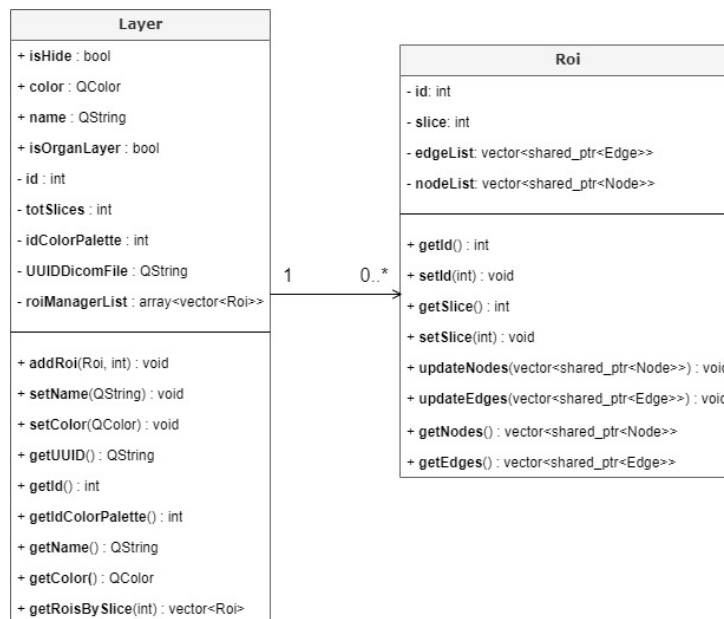 Layer
+ isHide : bool
+ color : QColor
+ name : QString
+ isOrganLayer : bool
- id : int
- totSlices : int
- idColorPalette : int
- UUIDDicomFile : QString
- roiManagerList : array<vector<Roi>>
+ addRoi(Roi, int) : void
+ setName(QString) : void
+ setColor(QColor) : void
+ getUUID() : QString
+ getId() : int
+ getIdColorPalette() : int
+ getName() : QString
+ getColor() : QColor
+ getRoisBySlice(int) : vector<Roi>
1 0..*
Roi
- id: int
- slice: int
- edgeList: vector<shared_ptr<Edge>>
- nodeList: vector<shared_ptr<Node>>
+ getId() : int
+ setId(int) : void
+ getSlice() : int
+ setSlice(int) : void
+ updateNodes(vector<shared_ptr<Node>>) : void
+ updateEdges(vector<shared_ptr<Edge>>) : void
+ getNodes() : vector<shared_ptr<Node>>
+ getEdges() : vector<shared_ptr<Edge>>